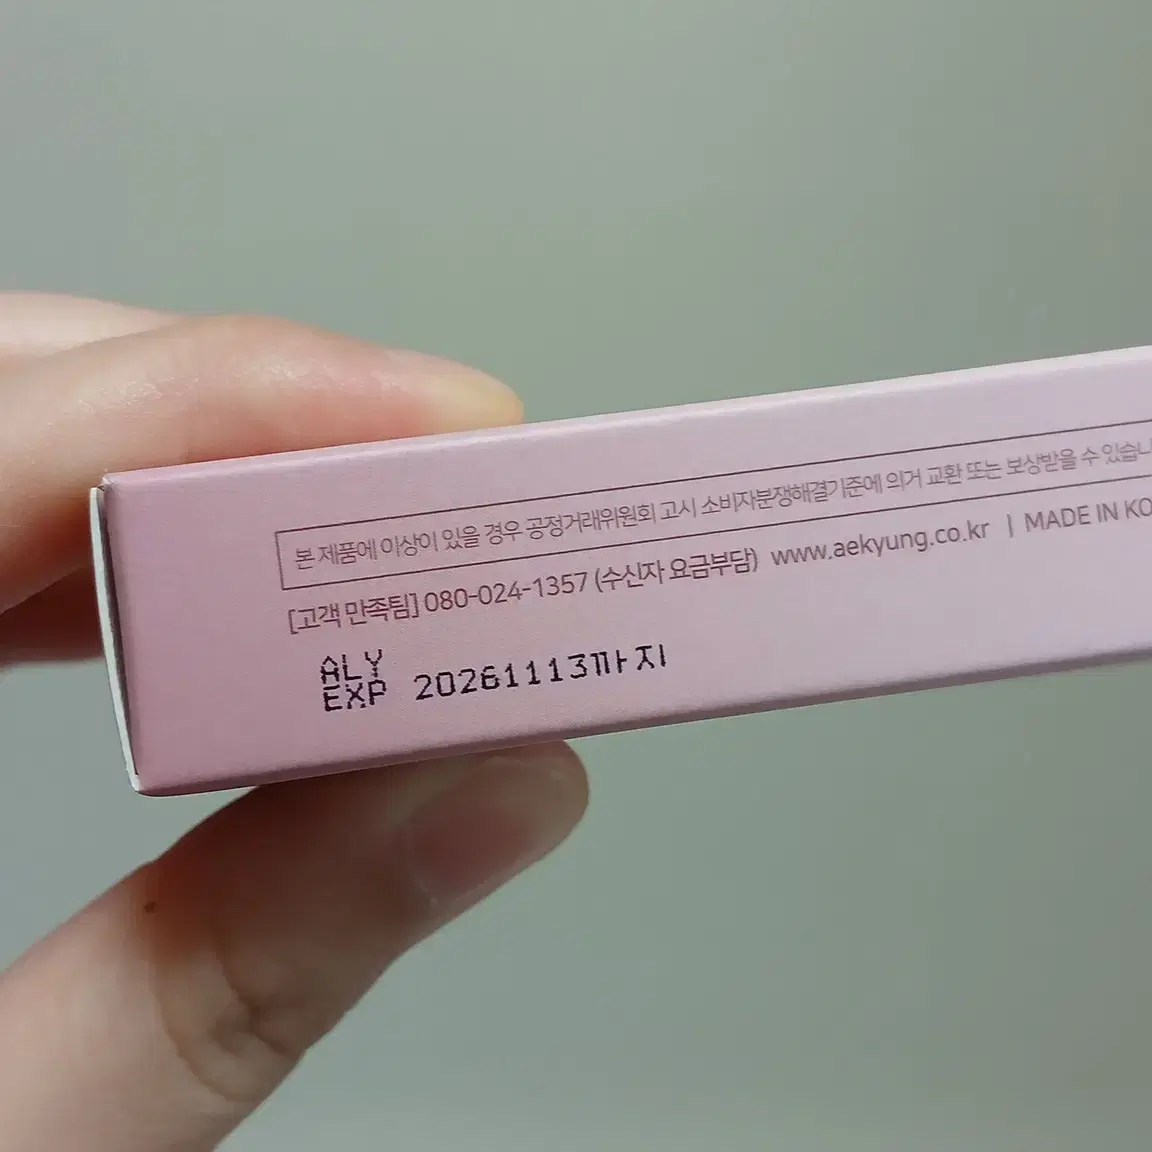 본 제품에 이상이 있을 경우 공정거래위원회 고시 소비자분쟁해결기준에 의거 교환 또는 보상받을 수 있습니
[고객 만족팀] 080-024-1357 (수신자 요금부담) www.aekyung.co.kr | MADE IN KO
ALY
EXP 20261113까지